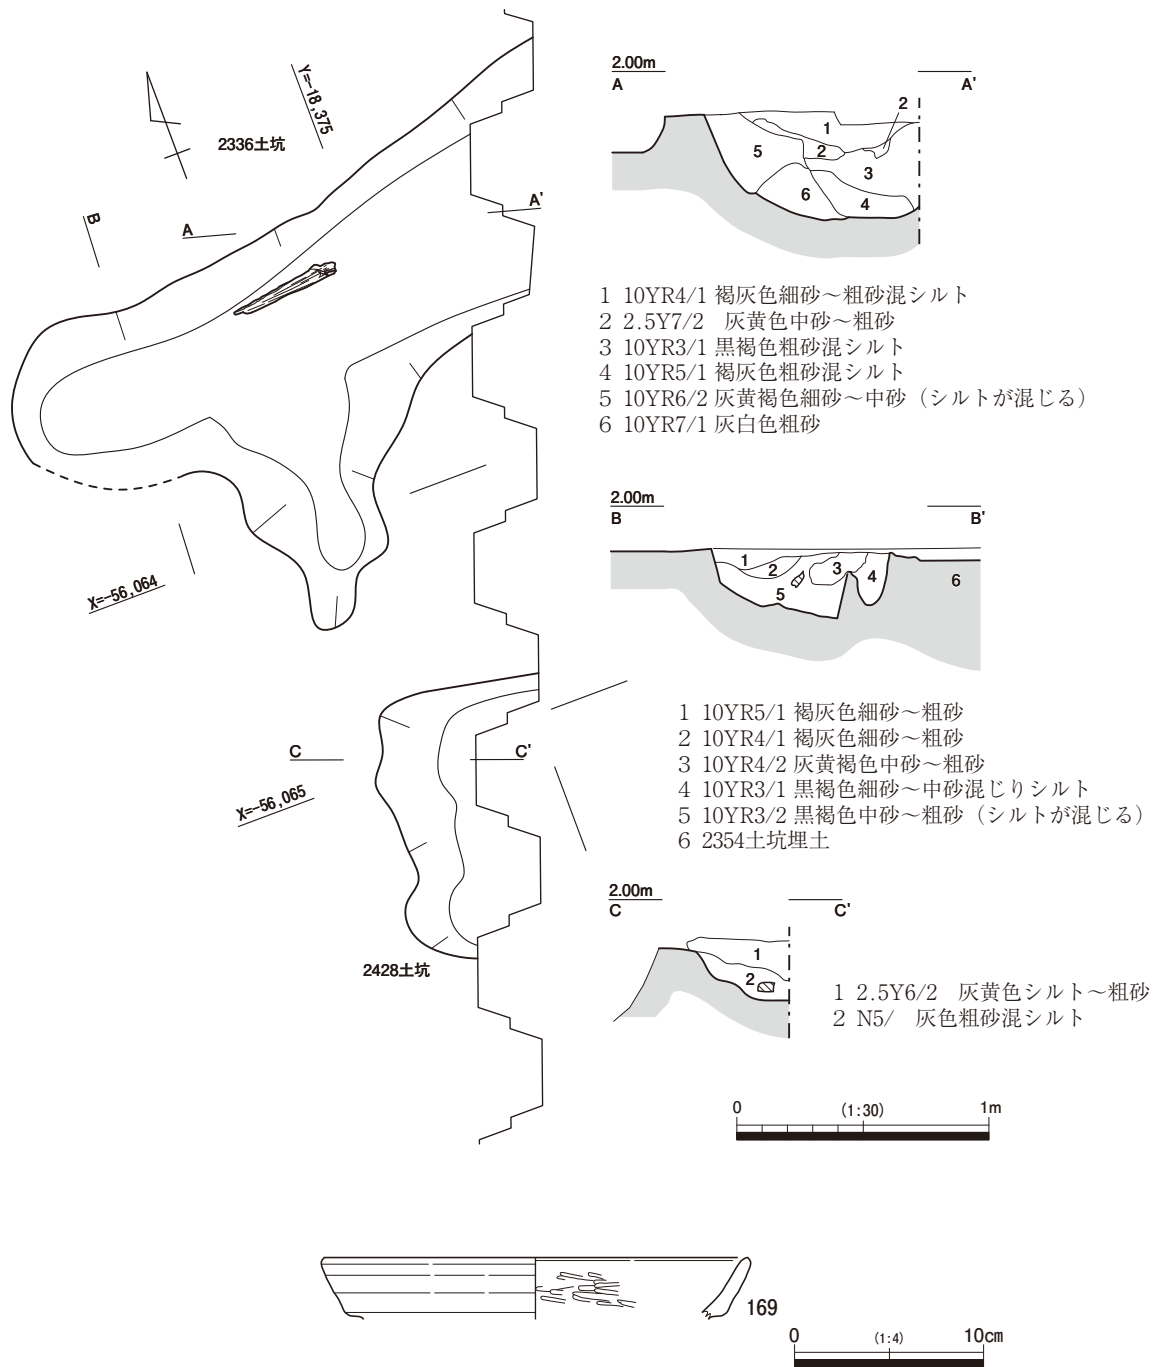 2336土坑
Y=-18,375
A
A'
B
X=-56,064
C
C'
X=-56,065
2428土坑
2.00m
A
A'
1
2
2
3
4
5
6
1 10YR4/1 褐灰色細砂～粗砂混シルト
2 2.5Y7/2　灰黄色中砂～粗砂
3 10YR3/1 黒褐色粗砂混シルト
4 10YR5/1 褐灰色粗砂混シルト
5 10YR6/2 灰黄褐色細砂～中砂（シルトが混じる）
6 10YR7/1 灰白色粗砂
2.00m
B
B'
1
2
3
4
5
6
1 10YR5/1 褐灰色細砂～粗砂
2 10YR4/1 褐灰色細砂～粗砂
3 10YR4/2 灰黄褐色中砂～粗砂
4 10YR3/1 黒褐色細砂～中砂混じりシルト
5 10YR3/2 黒褐色中砂～粗砂（シルトが混じる）
6 2354土坑埋土
2.00m
C
C'
1
2
1 2.5Y6/2　灰黄色シルト～粗砂
2 N5/　灰色粗砂混シルト
0 (1:30) 1m
169
0 (1:4) 10cm